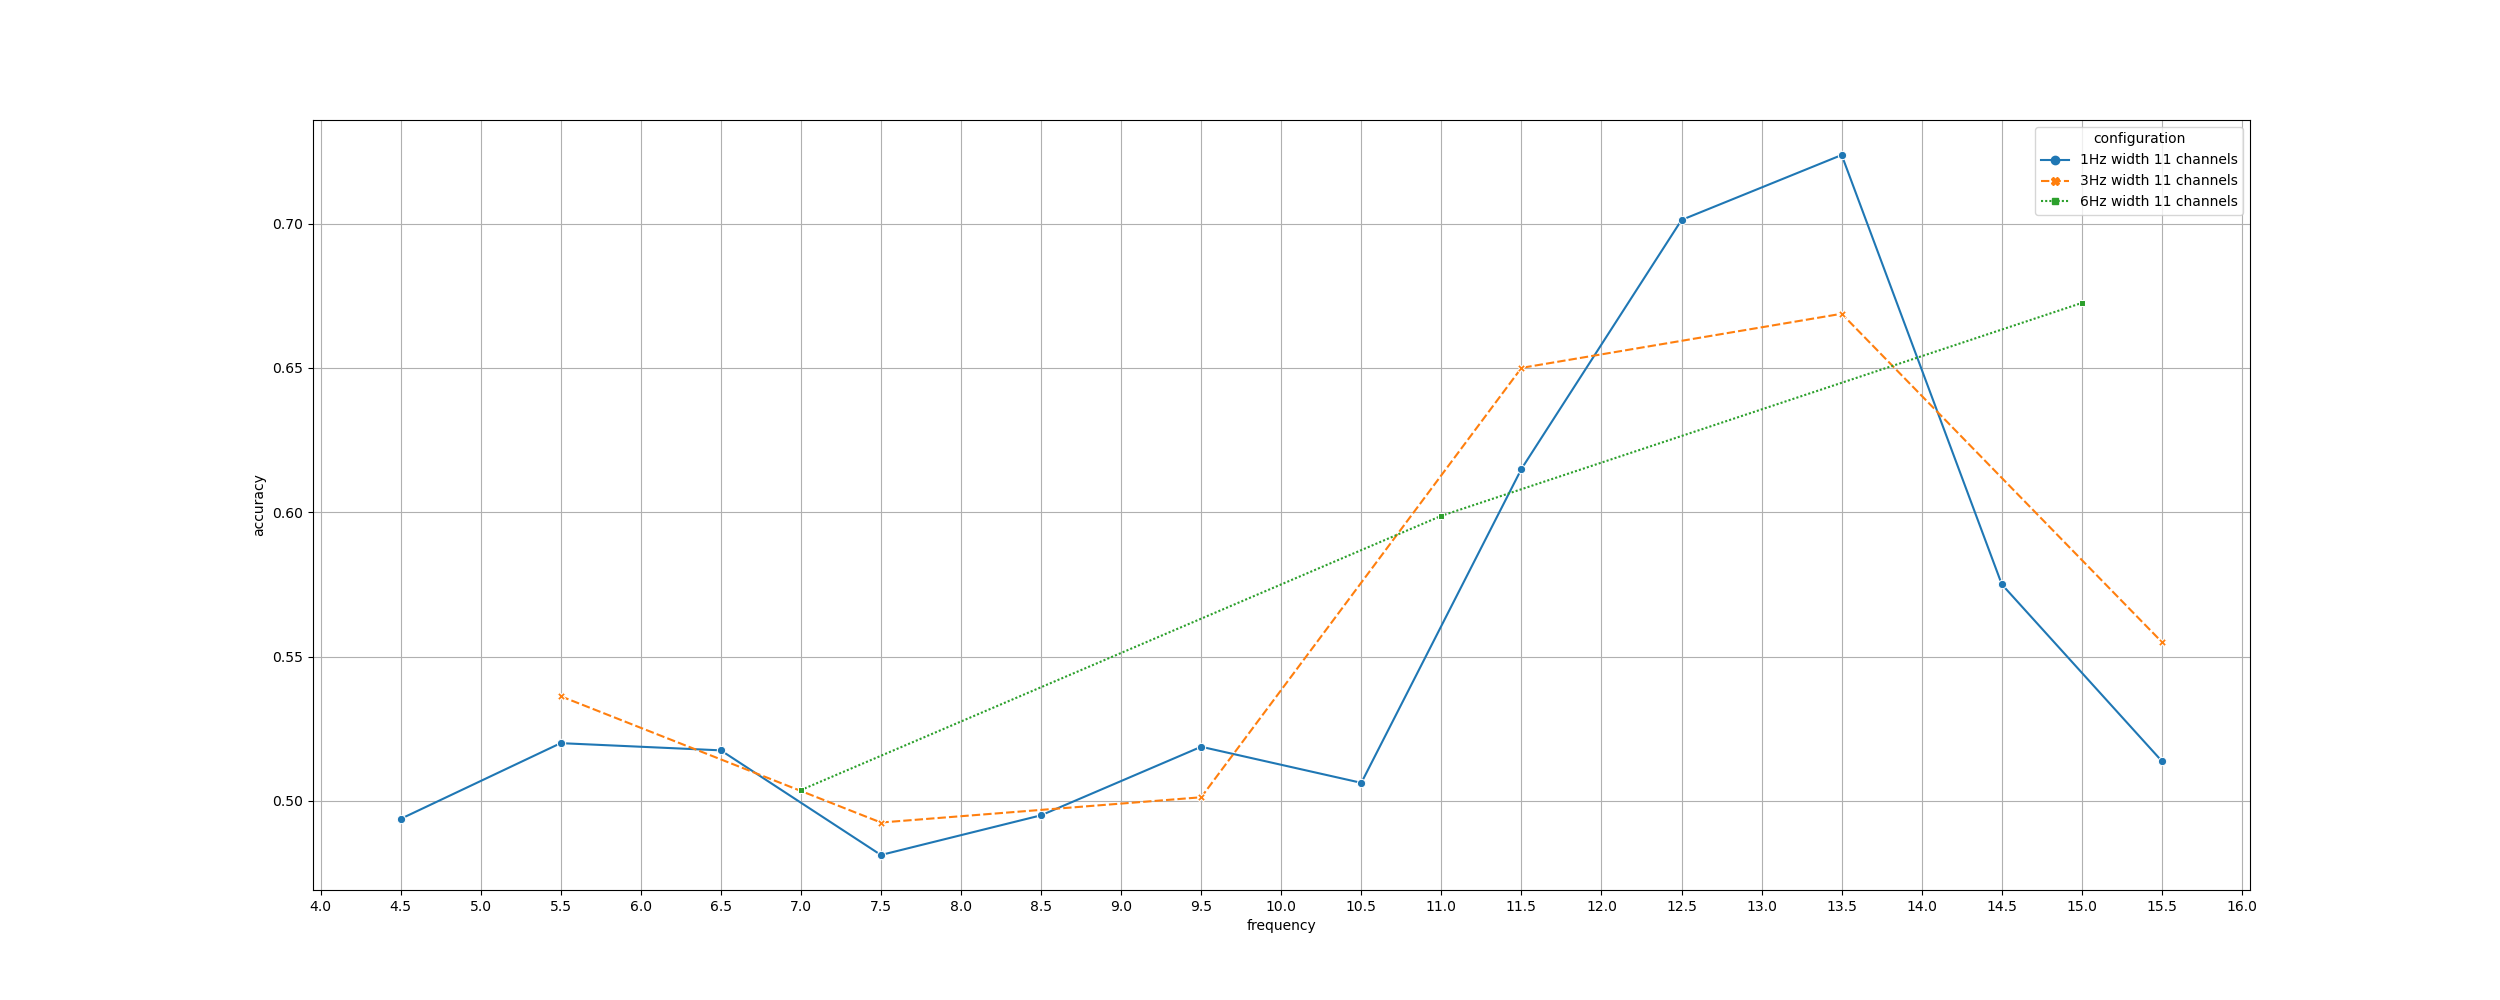 configuration
1Hz width 11 channels
3Hz width 11 channels
6Hz width 11 channels
0.70
0.65
0.60
0.55
0.50
accuracy
4.0 4.5 5.0 5.5 6.0 6.5 7.0 7.5 8.0 8.5 9.0 9.5 10.0 10.5 11.0 11.5 12.0 12.5 13.0 13.5 14.0 14.5 15.0 15.5 16.0
frequency